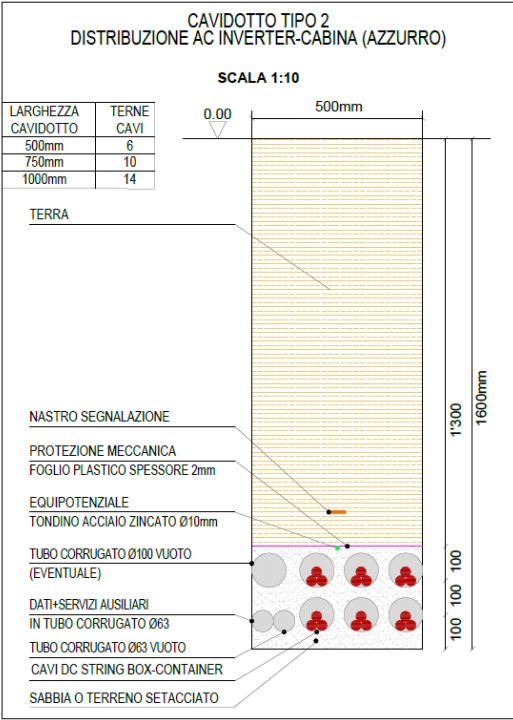 CAVIDOTTO TIPO 2
DISTRIBUZIONE AC INVERTER-CABINA (AZZURRO)
SCALA 1:10
LARGHEZZA CAVIDOTTO TERNE CAVI
500mm 6
750mm 10
1000mm 14
0.00
500mm
TERRA
NASTRO SEGNALAZIONE
PROTEZIONE MECCANICA
FOGLIO PLASTICO SPESSORE 2mm
EQUIPOTENZIALE
TONDINO ACCIAIO ZINCATO Ø10mm
TUBO CORRUGATO Ø100 VUOTO
(EVENTUALE)
DATI+SERVIZI AUSILIARI
IN TUBO CORRUGATO Ø63
TUBO CORRUGATO Ø63 VUOTO
CAVI DC STRING BOX-CONTAINER
SABBIA O TERRENO SETACCIATO
1'300
1600mm
100
100
100